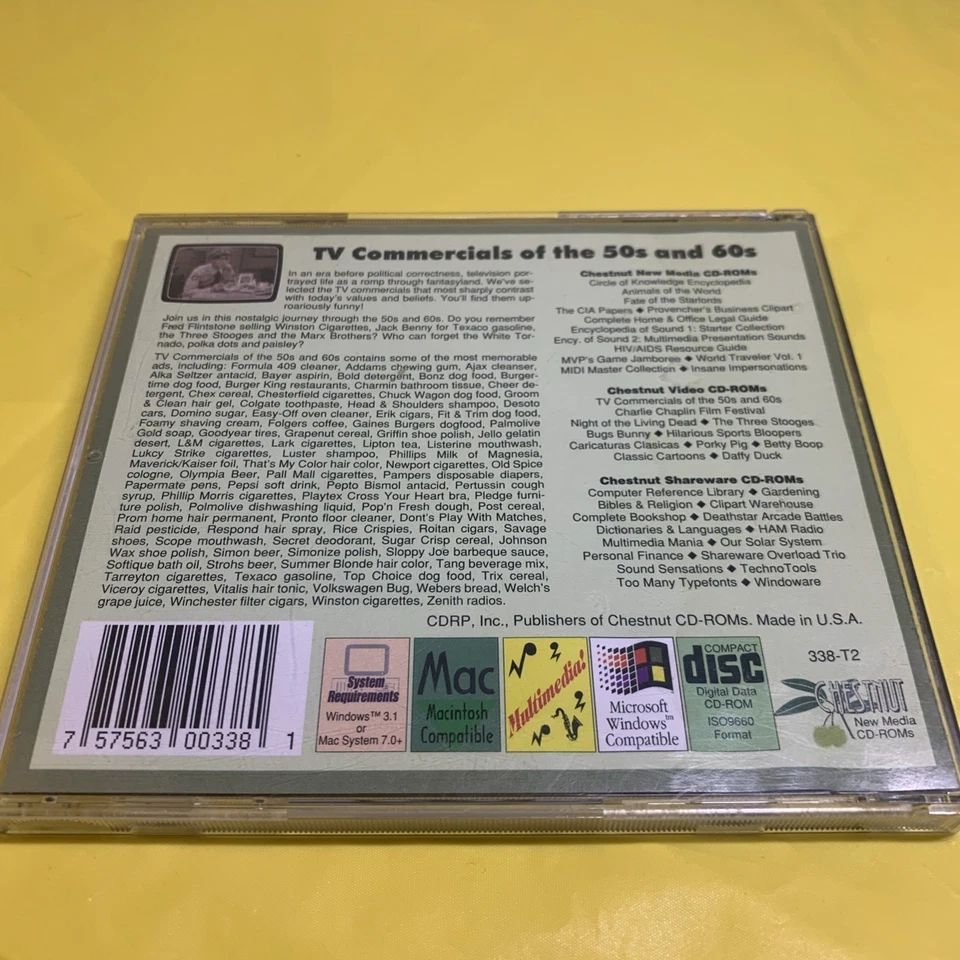 TV Commercials of the 50s and 60s
In an era before political correctness, television por-
trayed life as a romp through fantasyland. We've se-
lected the TV commercials that most sharply contrast
with today's values and beliefs. You'll find them up-
roariously funny!
Join us in this nostalgic journey through the 50s and 60s. Do you remember
Fred Flintstone selling Winston Cigarettes, Jack Benny for Texaco gasoline,
the Three Stooges and the Marx Brothers? Who can forget the White Tor-
nado, polka dots and paisley?
TV Commercials of the 50s and 60s contains some of the most memorable
ads, including: Formula 409 cleaner, Addams chewing gum, Ajax cleanser,
Alka Seltzer antacid, Bayer aspirin, Bold detergent, Bonz dog food, Burger-
time dog food, Burger King restaurants, Charmin bathroom tissue, Cheer de-
tergent, Chex cereal, Chesterfield cigarettes, Chuck Wagon dog food, Groom
& Clean hair gel, Colgate toothpaste, Head & Shoulders shampoo, Desoto
cars, Domino sugar, Easy-Off oven cleaner, Erik cigars, Fit & Trim dog food,
Foamy shaving cream, Folgers coffee, Gaines Burgers dogfood, Palmolive
Gold soap, Goodyear tires, Grapenut cereal, Griffin shoe polish, Jello gelatin
desert, L&M cigarettes, Lark cigarettes, Lipton tea, Listerine mouthwash,
Lukcy Strike cigarettes, Luster shampoo, Phillips Milk of Magnesia,
Maverick/Kaiser foil, That's My Color hair color, Newport cigarettes, Old Spice
cologne, Olympia Beer, Pall Mall cigarettes, Pampers disposable diapers,
Papermate pens, Pepsi soft drink, Pepto Bismol antacid, Pertussin cough
syrup, Phillip Morris cigarettes, Playtex Cross Your Heart bra, Pledge furni-
ture polish, Polmolive dishwashing liquid, Pop'n Fresh dough, Post cereal,
Prom home hair permanent, Pronto floor cleaner, Dont's Play With Matches,
Raid pesticide, Respond hair spray, Rice Crispies, Roitan cigars, Savage
shoes, Scope mouthwash, Secret deodorant, Sugar Crisp cereal, Johnson
Wax shoe polish, Simon beer, Simonize polish, Sloppy Joe barbeque sauce,
Softique bath oil, Strohs beer, Summer Blonde hair color, Tang beverage mix,
Tarreyton cigarettes, Texaco gasoline, Top Choice dog food, Trix cereal,
Viceroy cigarettes, Vitalis hair tonic, Volkswagen Bug, Webers bread, Welch's
grape juice, Winchester filter cigars, Winston cigarettes, Zenith radios.
Chestnut New Media CD-ROMs
Circle of Knowledge Encyclopedia
Animals of the World
Fate of the Starlords
The CIA Papers ◆ Provencher's Business Clipart
Complete Home & Office Legal Guide
Encyclopedia of Sound 1: Starter Collection
Ency. of Sound 2: Multimedia Presentation Sounds
HIV/AIDS Resource Guide
MVP's Game Jamboree ◆ World Traveler Vol. 1
MIDI Master Collection ◆ Insane Impersonations
Chestnut Video CD-ROMs
TV Commercials of the 50s and 60s
Charlie Chaplin Film Festival
Night of the Living Dead ◆ The Three Stooges
Bugs Bunny ◆ Hilarious Sports Bloopers
Caricaturas Clasicas ◆ Porky Pig ◆ Betty Boop
Classic Cartoons ◆ Daffy Duck
Chestnut Shareware CD-ROMs
Computer Reference Library ◆ Gardening
Bibles & Religion ◆ Clipart Warehouse
Complete Bookshop ◆ Deathstar Arcade Battles
Dictionaries & Languages ◆ HAM Radio
Multimedia Mania ◆ Our Solar System
Personal Finance ◆ Shareware Overload Trio
Sound Sensations ◆ TechnoTools
Too Many Typefonts ◆ Windoware
CDRP, Inc., Publishers of Chestnut CD-ROMs. Made in U.S.A.
7 57563 00338 1
System
Requirements
Windows™ 3.1
or
Mac System 7.0+
Mac
Macintosh
Compatible
Multimedia!
Microsoft
Windows™
Compatible
COMPACT
disc
Digital Data
CD-ROM
ISO9660
Format
338-T2
CHESTNUT
New Media
CD-ROMs